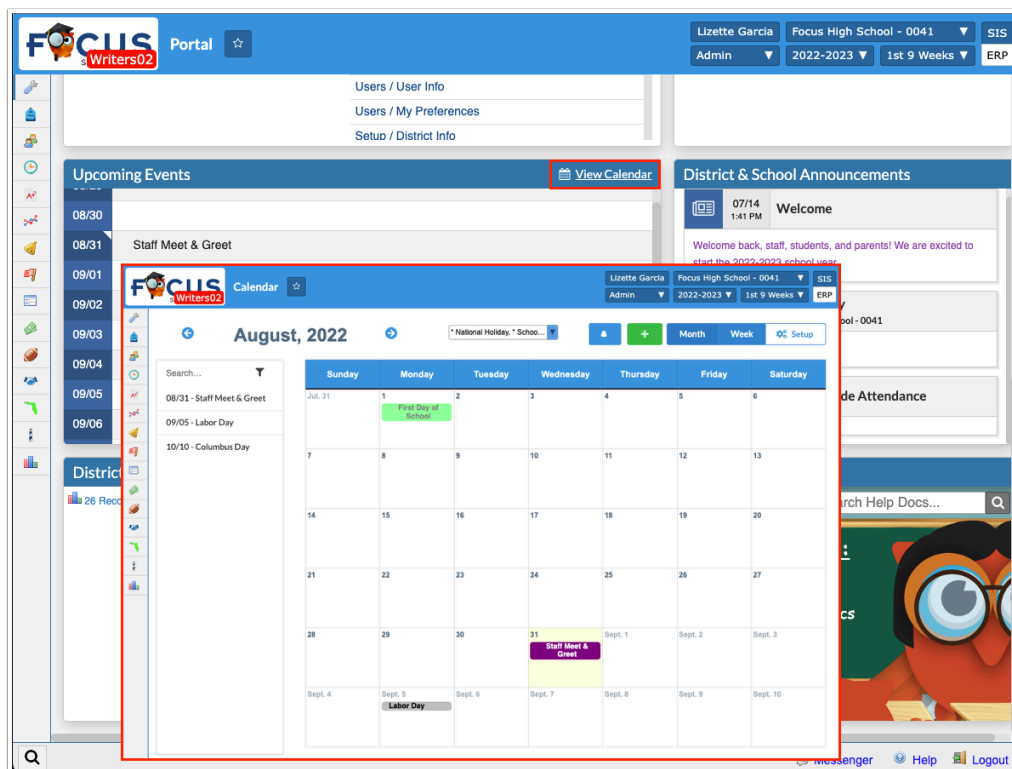 FOCUS
Writers02
Portal
Lizette Garcia
Focus High School - 0041
SIS
Admin
2022-2023
1st 9 Weeks
ERP
Users / User Info
Users / My Preferences
Setup / District Info
Upcoming Events
View Calendar
08/30
08/31
Staff Meet & Greet
09/01
09/02
09/03
09/04
09/05
09/06
District & School Announcements
07/14
1:41 PM
Welcome
Welcome back, staff, students, and parents! We are excited to
start the 2022-2023 school year
ool - 0041
de Attendance
District
26 Reco
rch Help Docs...
cs
FOCUS
Writers02
Calendar
Lizette Garcia
Focus High School - 0041
SIS
Admin
2022-2023
1st 9 Weeks
ERP
August, 2022
* National Holiday, * Schoo...
+
Month
Week
Setup
Search...
08/31 - Staff Meet & Greet
09/05 - Labor Day
10/10 - Columbus Day
Sunday Monday Tuesday Wednesday Thursday Friday Saturday
Jul. 31 1 2 3 4 5 6
First Day of
School
7 8 9 10 11 12 13
14 15 16 17 18 19 20
21 22 23 24 25 26 27
28 29 30 31 Sept. 1 Sept. 2 Sept. 3
Staff Meet &
Greet
Sept. 4 Sept. 5 Sept. 6 Sept. 7 Sept. 8 Sept. 9 Sept. 10
Labor Day
Messenger
Help
Logout